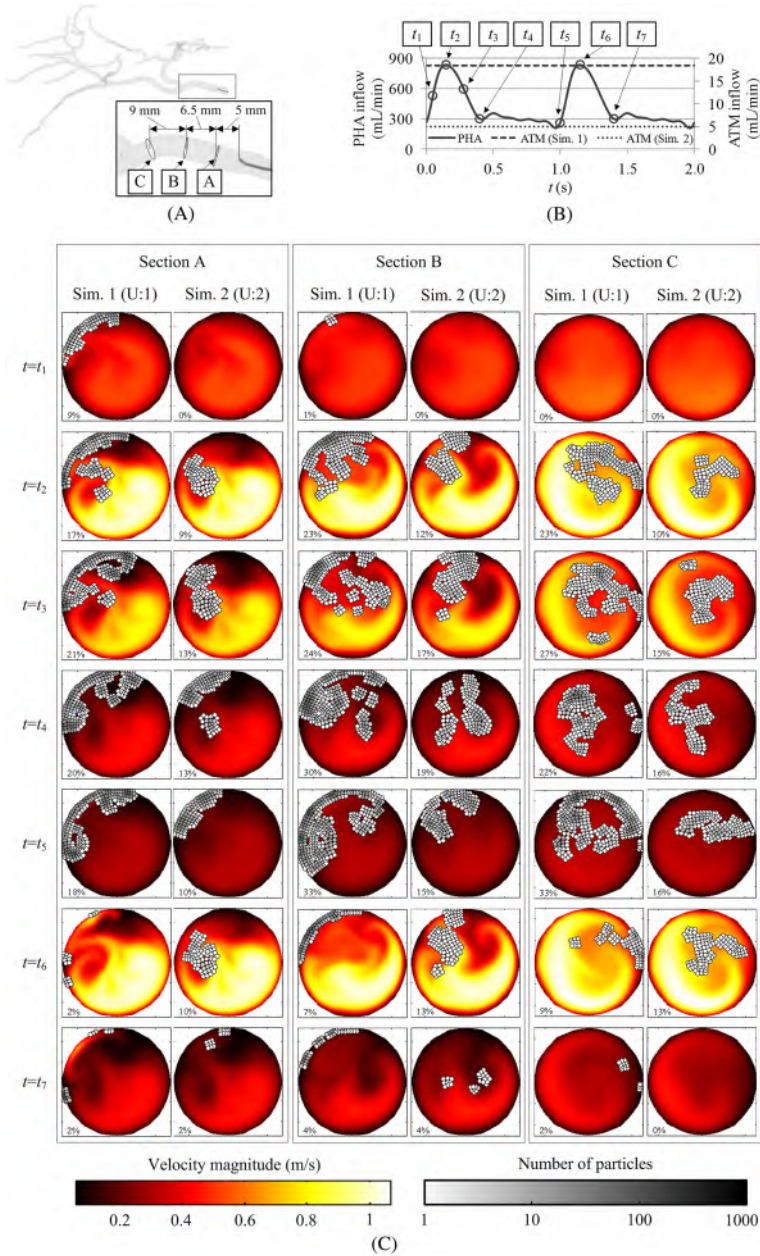 9 mm
6.5 mm
5 mm
C
B
A
(A)
t1
t2
t3
t4
t5
t6
t7
900
600
300
0
PHA inflow
(mL/min)
20
15
10
5
0
ATM inflow
(mL/min)
PHA
ATM (Sim. 1)
ATM (Sim. 2)
0.0
0.5
1.0
1.5
2.0
t (s)
(B)
Section A
Section B
Section C
Sim. 1 (U:1)
Sim. 2 (U:2)
Sim. 1 (U:1)
Sim. 2 (U:2)
Sim. 1 (U:1)
Sim. 2 (U:2)
t=t1
9%
0%
1%
0%
0%
0%
t=t2
17%
9%
23%
12%
23%
10%
t=t3
21%
13%
24%
17%
27%
15%
t=t4
20%
13%
30%
19%
22%
16%
t=t5
18%
10%
33%
15%
33%
16%
t=t6
2%
10%
7%
13%
9%
13%
t=t7
2%
2%
4%
4%
2%
0%
Velocity magnitude (m/s)
0.2
0.4
0.6
0.8
1
Number of particles
1
10
100
1000
(C)